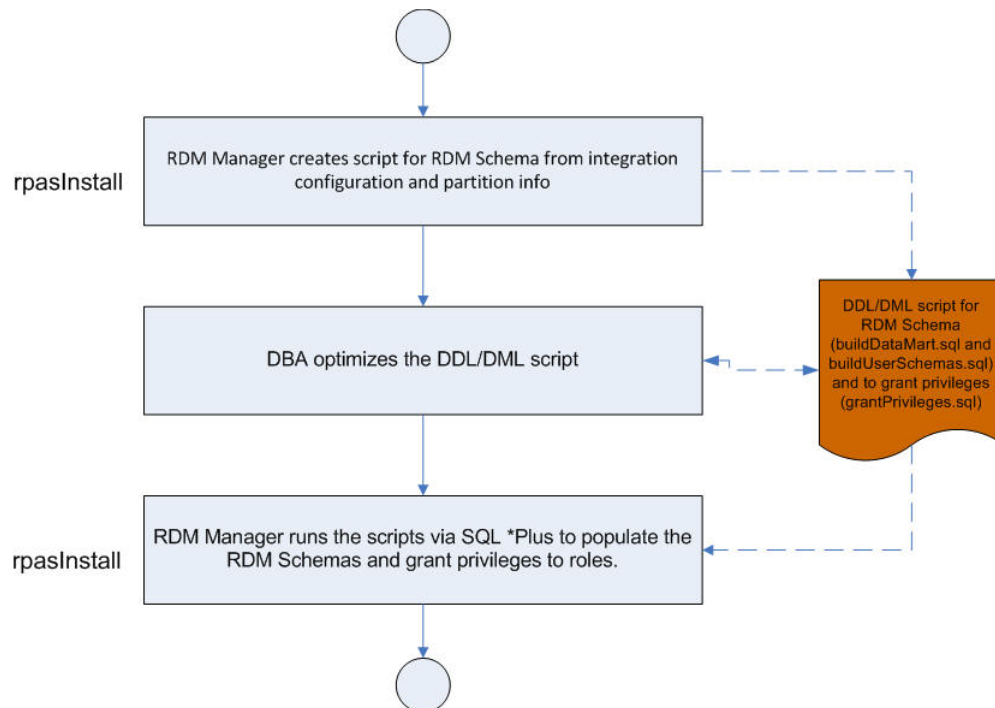 rpasInstall
RDM Manager creates script for RDM Schema from integration
configuration and partition info
DBA optimizes the DDL/DML script
DDL/DML script for
RDM Schema
(buildDataMart.sql and
buildUserSchemas.sql)
and to grant privileges
(grantPrivileges.sql)
rpasInstall
RDM Manager runs the scripts via SQL *Plus to populate the
RDM Schemas and grant privileges to roles.